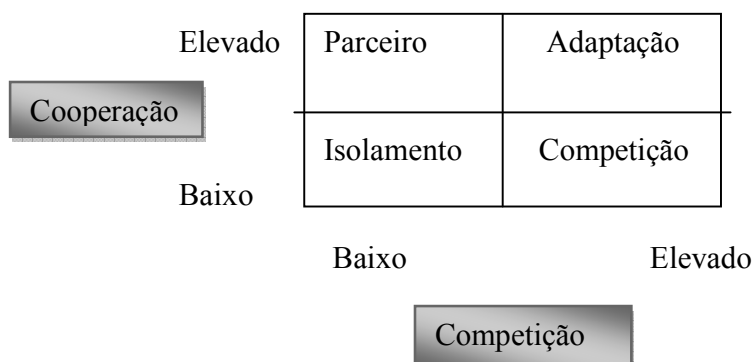 Elevado Parceiro Adaptação
Cooperação
Isolamento Competição
Baixo
Baixo Elevado
Competição